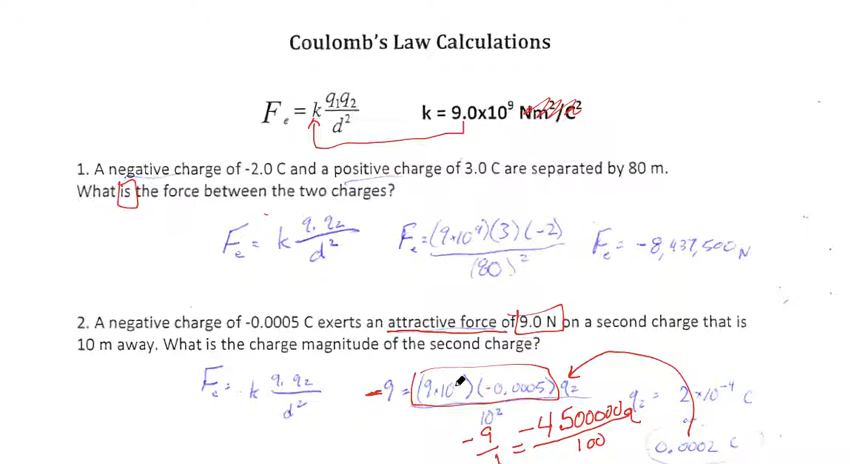 Coulomb's Law Calculations
Fₑ = k q₁q₂/d² k = 9.0x10⁹ Nm²/C²
1. A negative charge of -2.0 C and a positive charge of 3.0 C are separated by 80 m.
What is the force between the two charges?
Fₑ = k q₁q₂/d² Fₑ = (9×10⁹)(3)(-2)/(80)² Fₑ = -8,437,500 N
2. A negative charge of -0.0005 C exerts an attractive force of 9.0 N on a second charge that is
10 m away. What is the charge magnitude of the second charge?
Fₑ = k q₁q₂/d² -9 = (9×10 )(-0.0005)q₂/10² q₂ = 2×10⁻⁴ C
-9/1 = -4500000q/100 or
0.0002 C